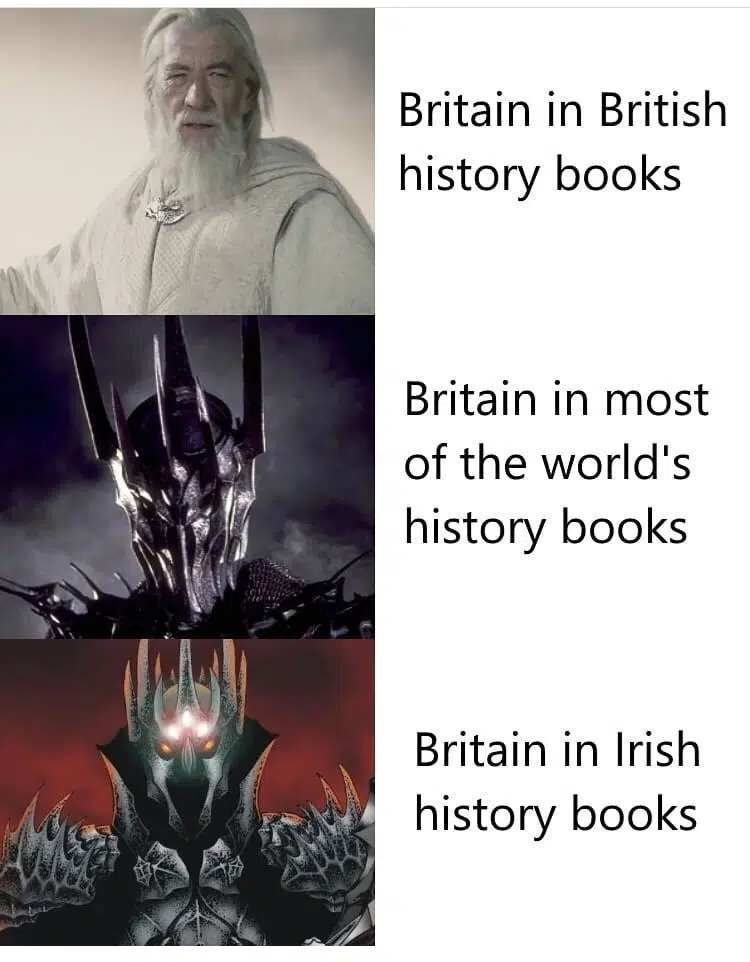 Britain in British
history books
Britain in most
of the world's
history books
Britain in Irish
history books